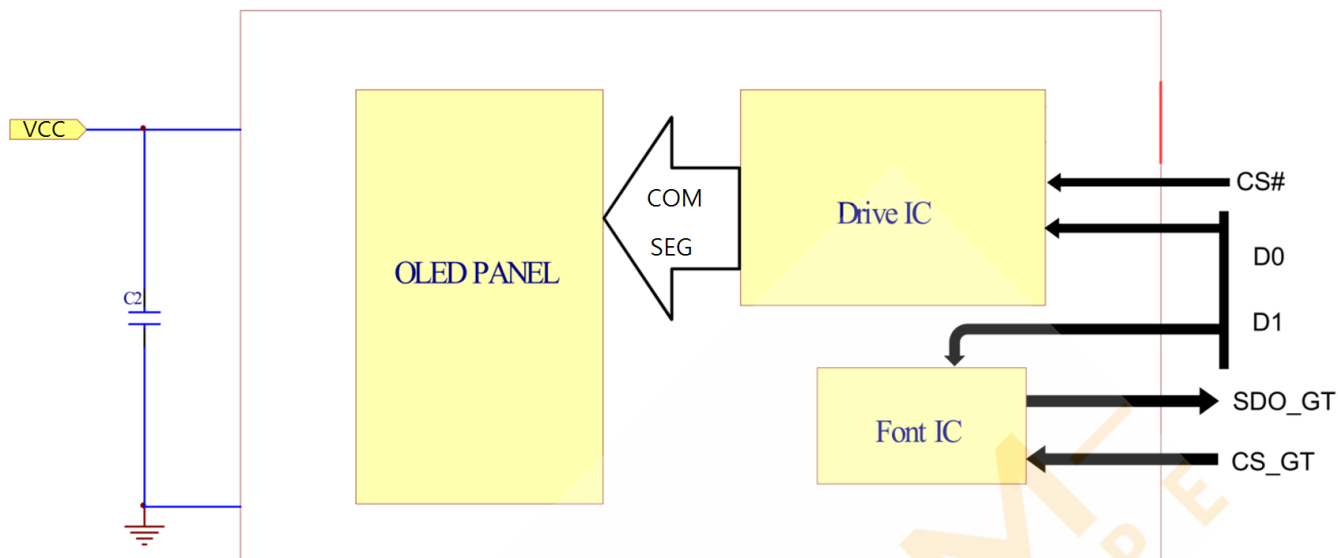 VCC
C2
OLED PANEL
COM
SEG
Drive IC
Font IC
CS#
D0
D1
SDO_GT
CS_GT